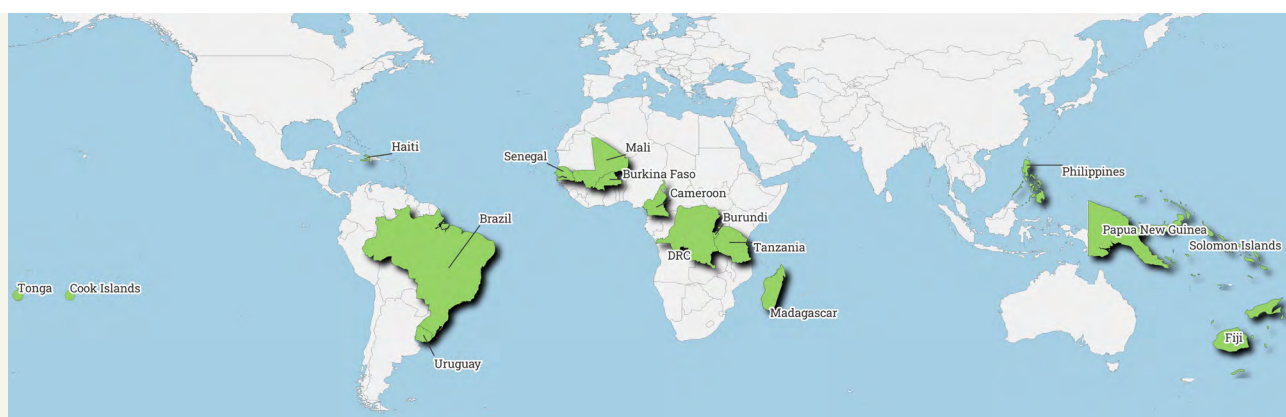 Haiti
Senegal
Mali
Burkina Faso
Cameroon
Philippines
Brazil
Burundi
Papua New Guinea
Tanzania
Solomon Islands
DRC
Tonga
Cook Islands
Madagascar
Fiji
Uruguay